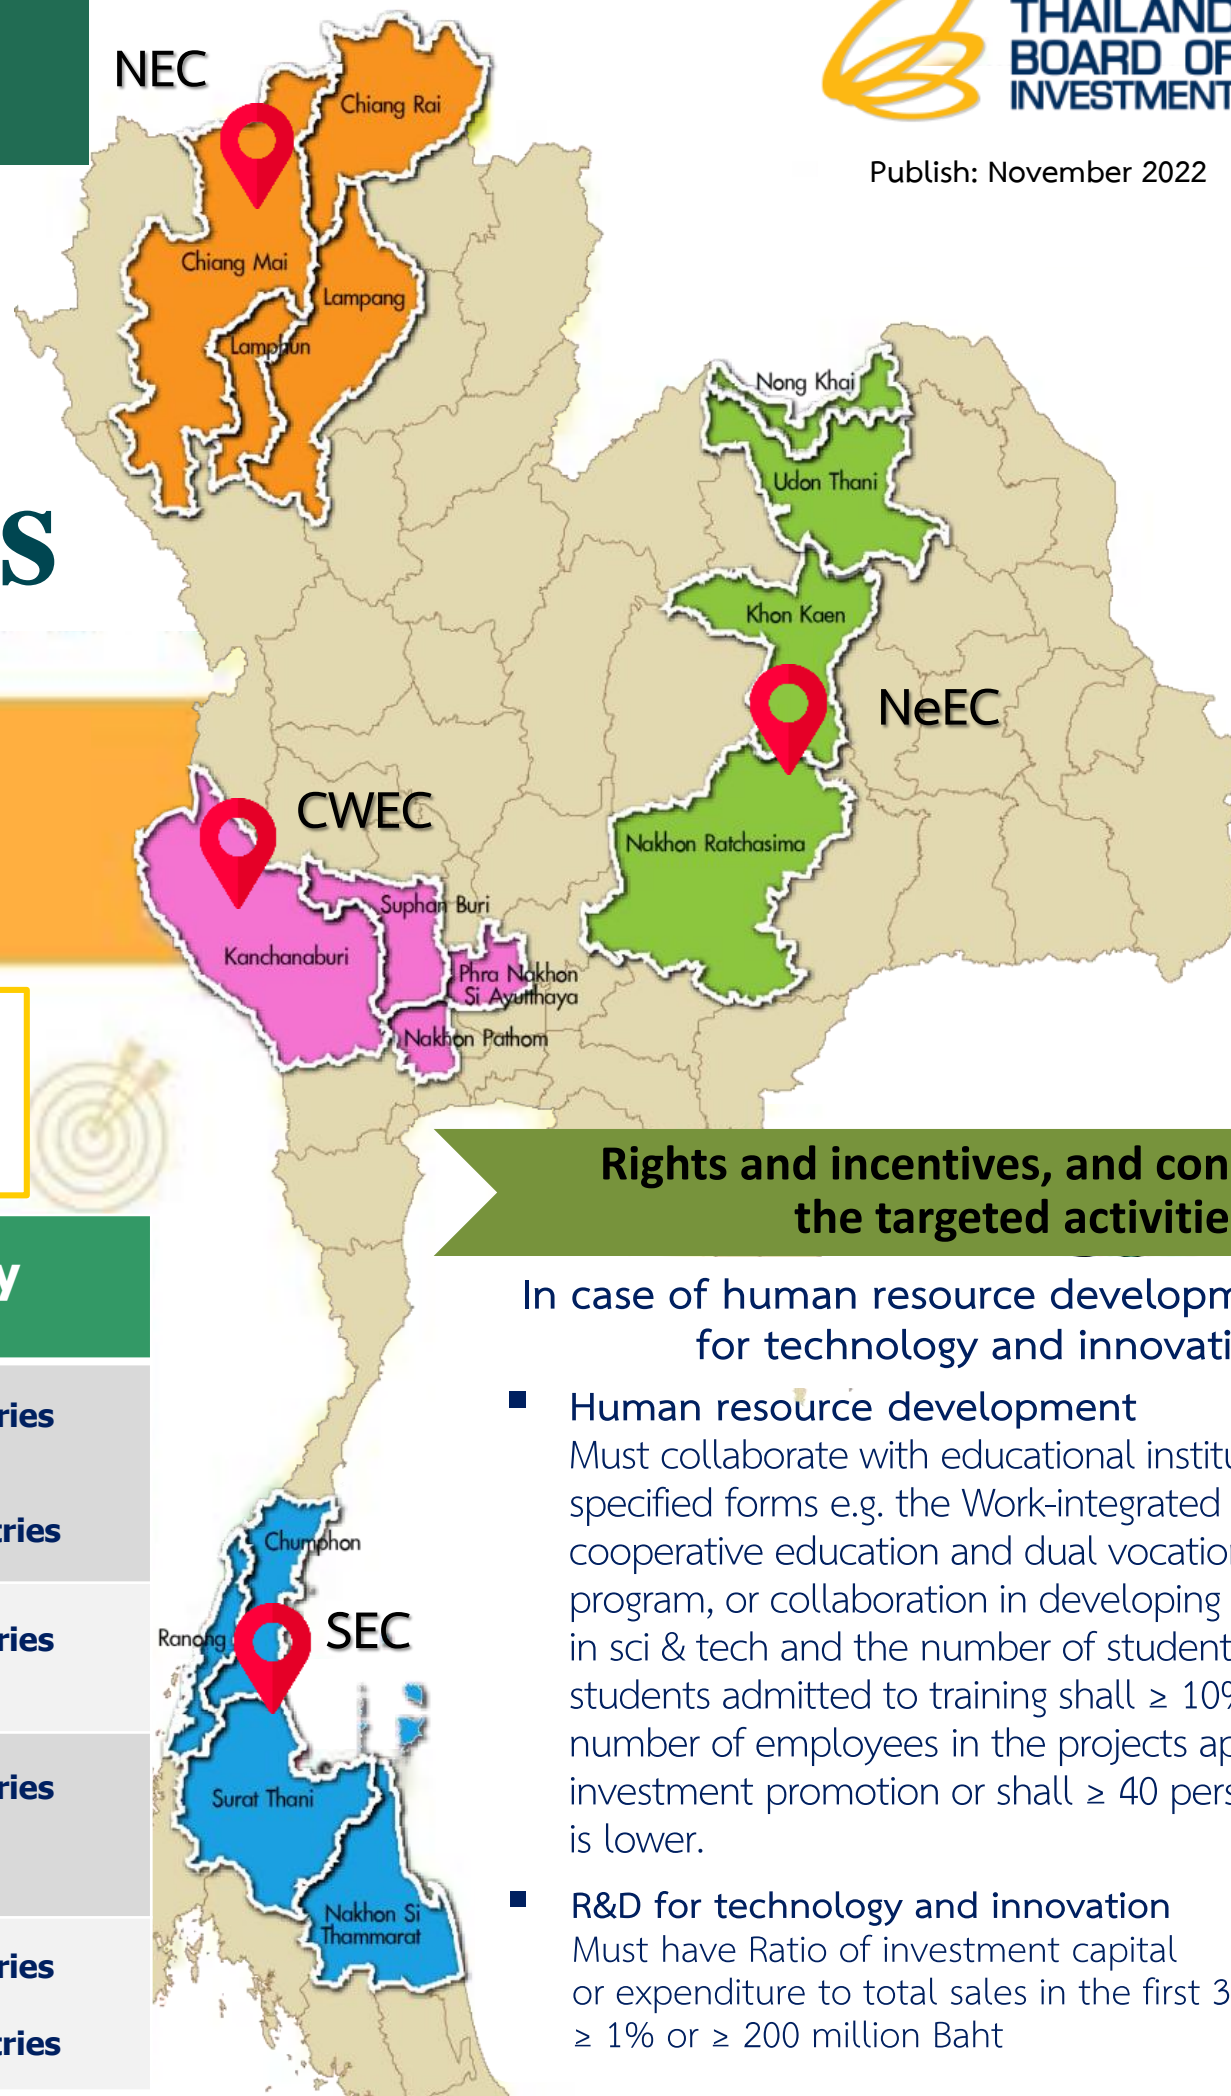 THAILAND
BOARD OF
INVESTMENT
Publish: November 2022
NEC
Chiang Rai
Chiang Mai
Lampang
Lamphun
Nong Khai
Udon Thani
s
Khon Kaen
NeEC
CWEC
Nakhon Ratchasima
Suphan Buri
Kanchanaburi
Phra Nakhon
Si Ayutthaya
Nakhon Pathom
Rights and incentives, and con
the targeted activitie
y
ries
tries
ries
ries
ries
tries
In case of human resource developm
for technology and innovati
Human resource development
Must collaborate with educational institu
specified forms e.g. the Work-integrated
cooperative education and dual vocation
program, or collaboration in developing
in sci & tech and the number of student
students admitted to training shall ≥ 10%
number of employees in the projects ap
investment promotion or shall ≥ 40 pers
is lower.
R&D for technology and innovation
Must have Ratio of investment capital
or expenditure to total sales in the first 3
≥ 1% or ≥ 200 million Baht
Chumphon
Ranong
SEC
Surat Thani
Nakhon Si
Thammarat